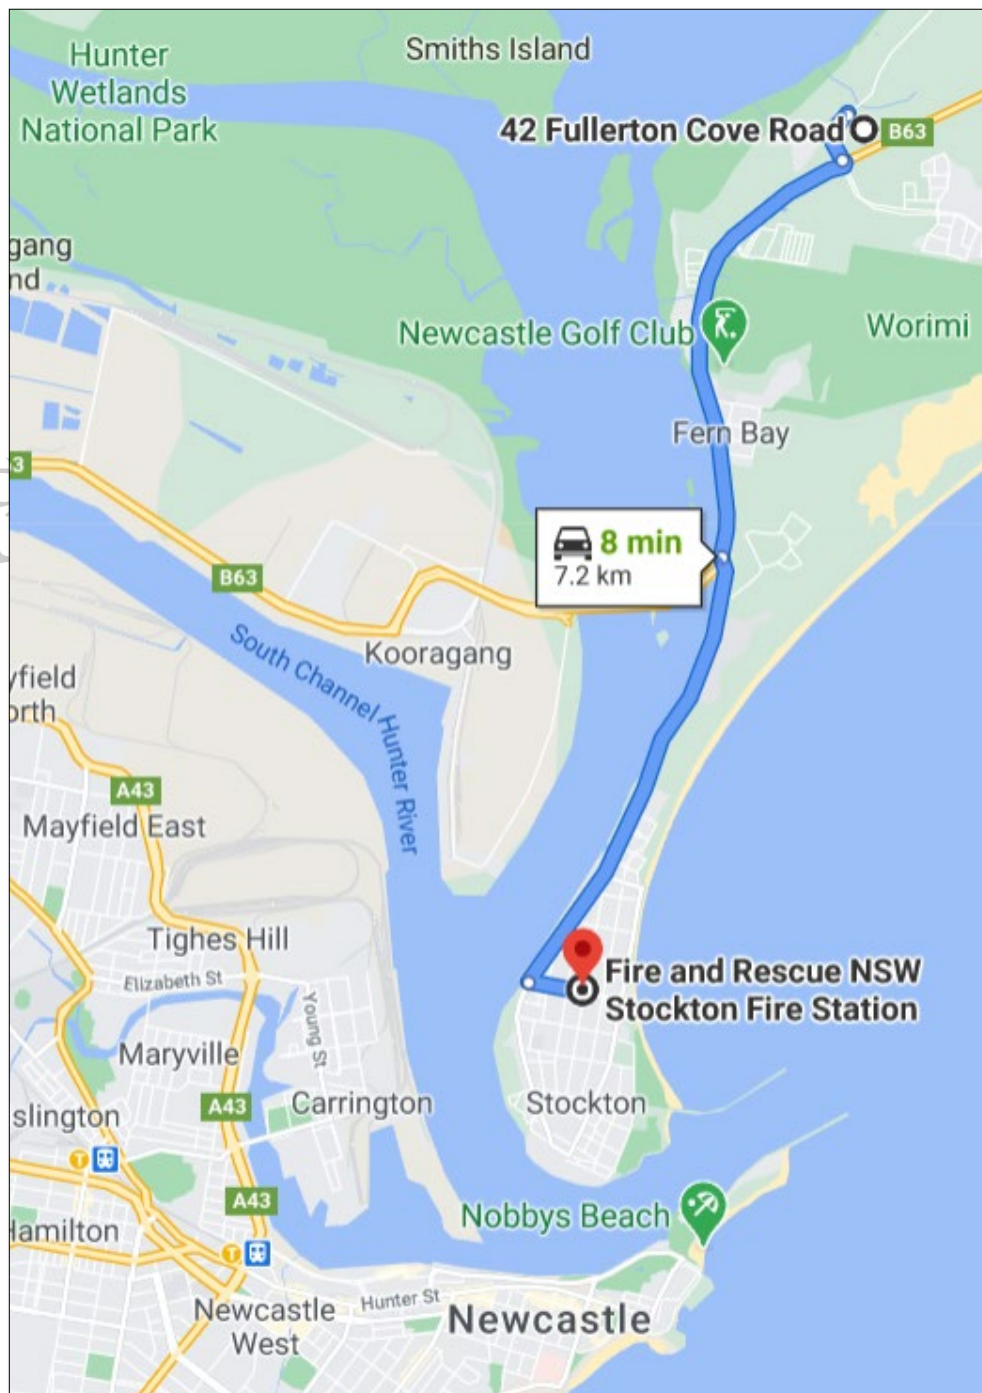 Smiths Island
Hunter
Wetlands
National Park
42 Fullerton Cove Road
B63
gang
nd
Newcastle Golf Club
Worimi
Fern Bay
3
8 min
7.2 km
B63
Kooragang
South Channel Hunter River
yfield
orth
A43
Mayfield East
Tighes Hill
Elizabeth St
Young St
Fire and Rescue NSW
Stockton Fire Station
Maryville
Carrington
Stockton
A43
slington
T
A43
Nobbys Beach
Hamilton
T
Hunter St
Newcastle
West
Newcastle